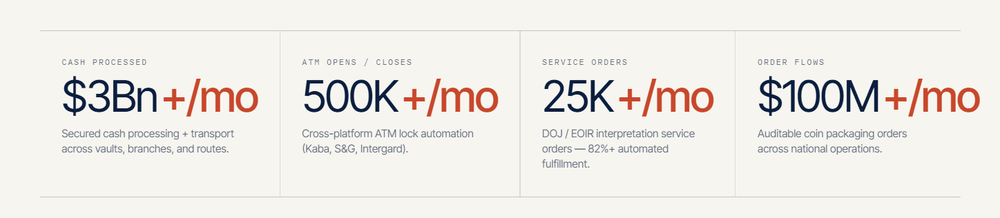 CASH PROCESSED
$3Bn+/mo
Secured cash processing + transport
across vaults, branches, and routes.
ATM OPENS / CLOSES
500K+/mo
Cross-platform ATM lock automation
(Kaba, S&G, Intergard).
SERVICE ORDERS
25K+/mo
DOJ / EOIR interpretation service
orders — 82%+ automated
fulfillment.
ORDER FLOWS
$100M+/mo
Auditable coin packaging orders
across national operations.